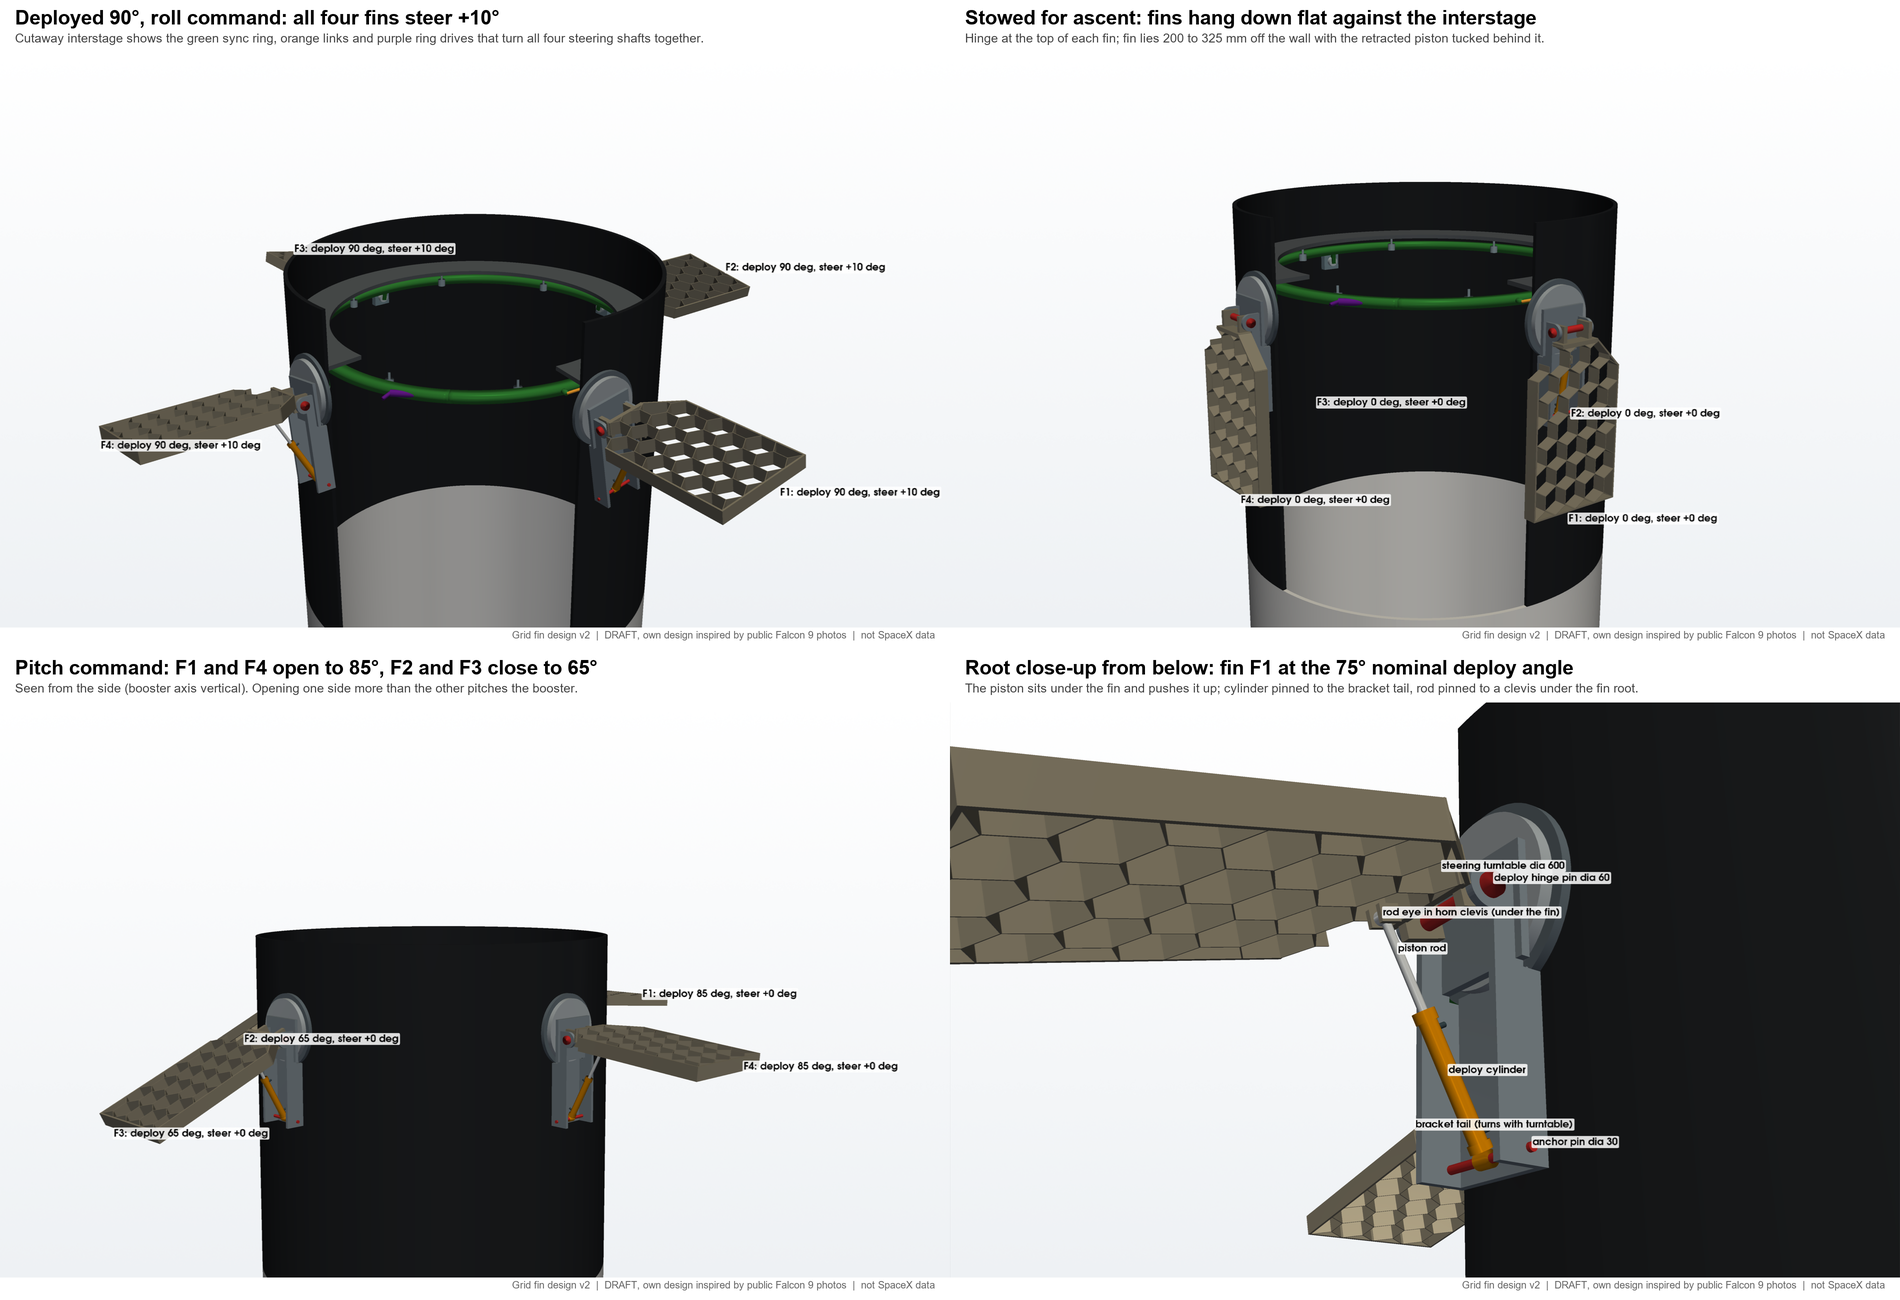 Deployed 90°, roll command: all four fins steer +10°
Cutaway interstage shows the green sync ring, orange links and purple ring drives that turn all four steering shafts together.
F3: deploy 90 deg, steer +10 deg
F2: deploy 90 deg, steer +10 deg
F4: deploy 90 deg, steer +10 deg
F1: deploy 90 deg, steer +10 deg
Grid fin design v2 | DRAFT, own design inspired by public Falcon 9 photos | not SpaceX data
Stowed for ascent: fins hang down flat against the interstage
Hinge at the top of each fin; fin lies 200 to 325 mm off the wall with the retracted piston tucked behind it.
F3: deploy 0 deg, steer +0 deg
F2: deploy 0 deg, steer +0 deg
F4: deploy 0 deg, steer +0 deg
F1: deploy 0 deg, steer +0 deg
Grid fin design v2 | DRAFT, own design inspired by public Falcon 9 photos | not SpaceX data
Pitch command: F1 and F4 open to 85°, F2 and F3 close to 65°
Seen from the side (booster axis vertical). Opening one side more than the other pitches the booster.
F1: deploy 85 deg, steer +0 deg
F2: deploy 65 deg, steer +0 deg
F4: deploy 85 deg, steer +0 deg
F3: deploy 65 deg, steer +0 deg
Grid fin design v2 | DRAFT, own design inspired by public Falcon 9 photos | not SpaceX data
Root close-up from below: fin F1 at the 75° nominal deploy angle
The piston sits under the fin and pushes it up; cylinder pinned to the bracket tail, rod pinned to a clevis under the fin root.
steering turntable dia 600
deploy hinge pin dia 60
rod eye in horn clevis (under the fin)
piston rod
deploy cylinder
bracket tail (turns with turntable)
anchor pin dia 30
Grid fin design v2 | DRAFT, own design inspired by public Falcon 9 photos | not SpaceX data